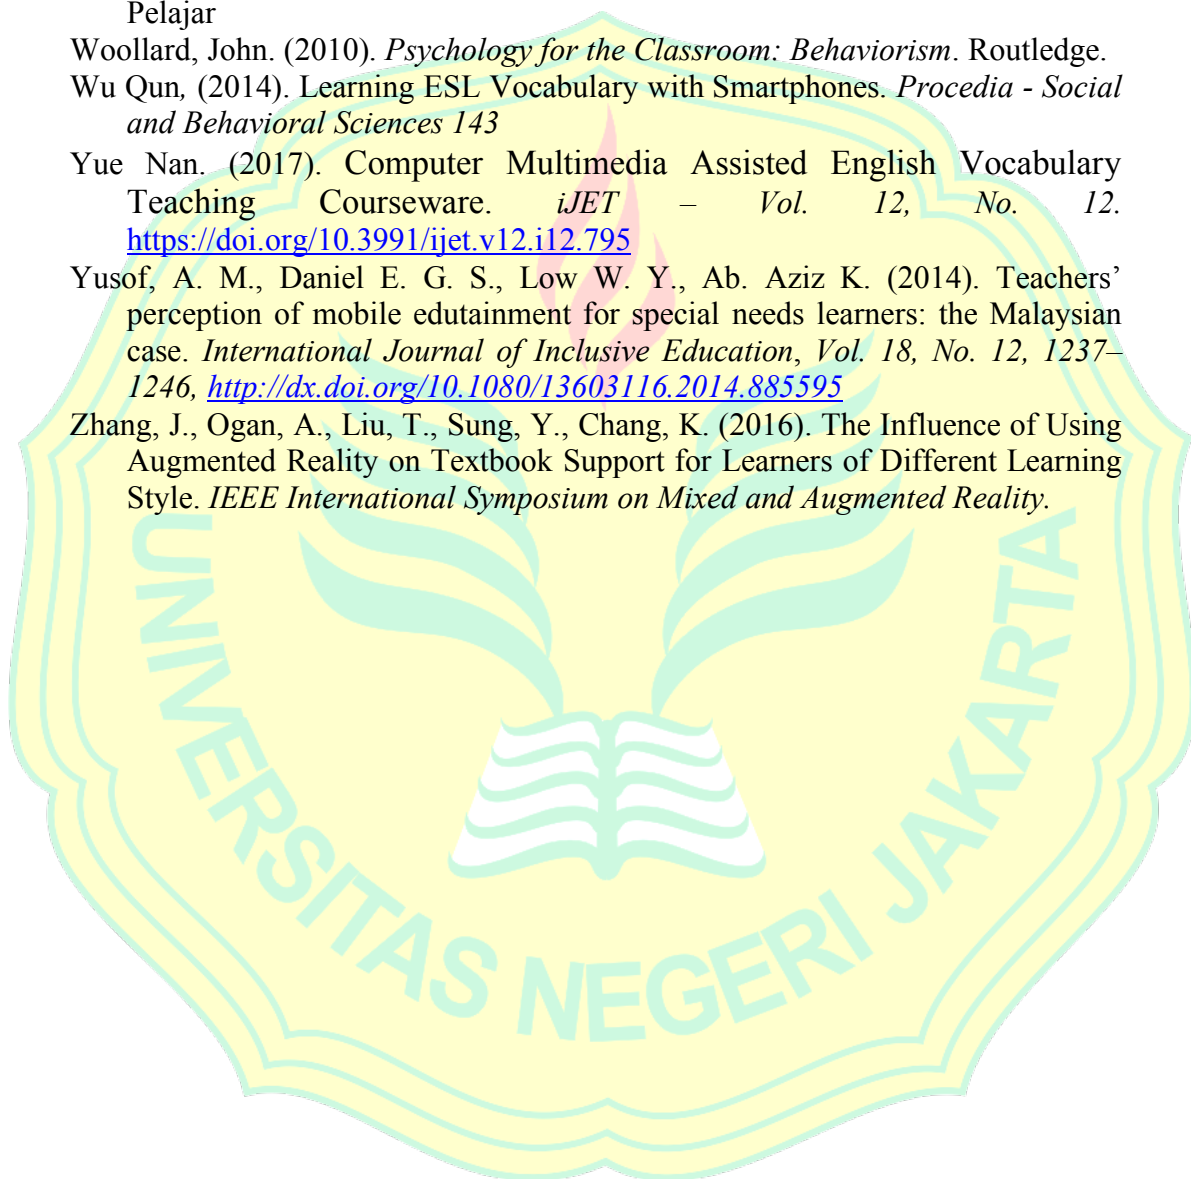 Pelajar
Woollard, John. (2010). Psychology for the Classroom: Behaviorism. Routledge.
Wu Qun, (2014). Learning ESL Vocabulary with Smartphones. Procedia - Social
and Behavioral Sciences 143
Yue Nan. (2017). Computer Multimedia Assisted English Vocabulary
Teaching Courseware. iJET – Vol. 12, No. 12.
https://doi.org/10.3991/ijet.v12.i12.795
Yusof, A. M., Daniel E. G. S., Low W. Y., Ab. Aziz K. (2014). Teachers’
perception of mobile edutainment for special needs learners: the Malaysian
case. International Journal of Inclusive Education, Vol. 18, No. 12, 1237–
1246, http://dx.doi.org/10.1080/13603116.2014.885595
Zhang, J., Ogan, A., Liu, T., Sung, Y., Chang, K. (2016). The Influence of Using
Augmented Reality on Textbook Support for Learners of Different Learning
Style. IEEE International Symposium on Mixed and Augmented Reality.
UNIVERSITAS NEGERI JAKARTA